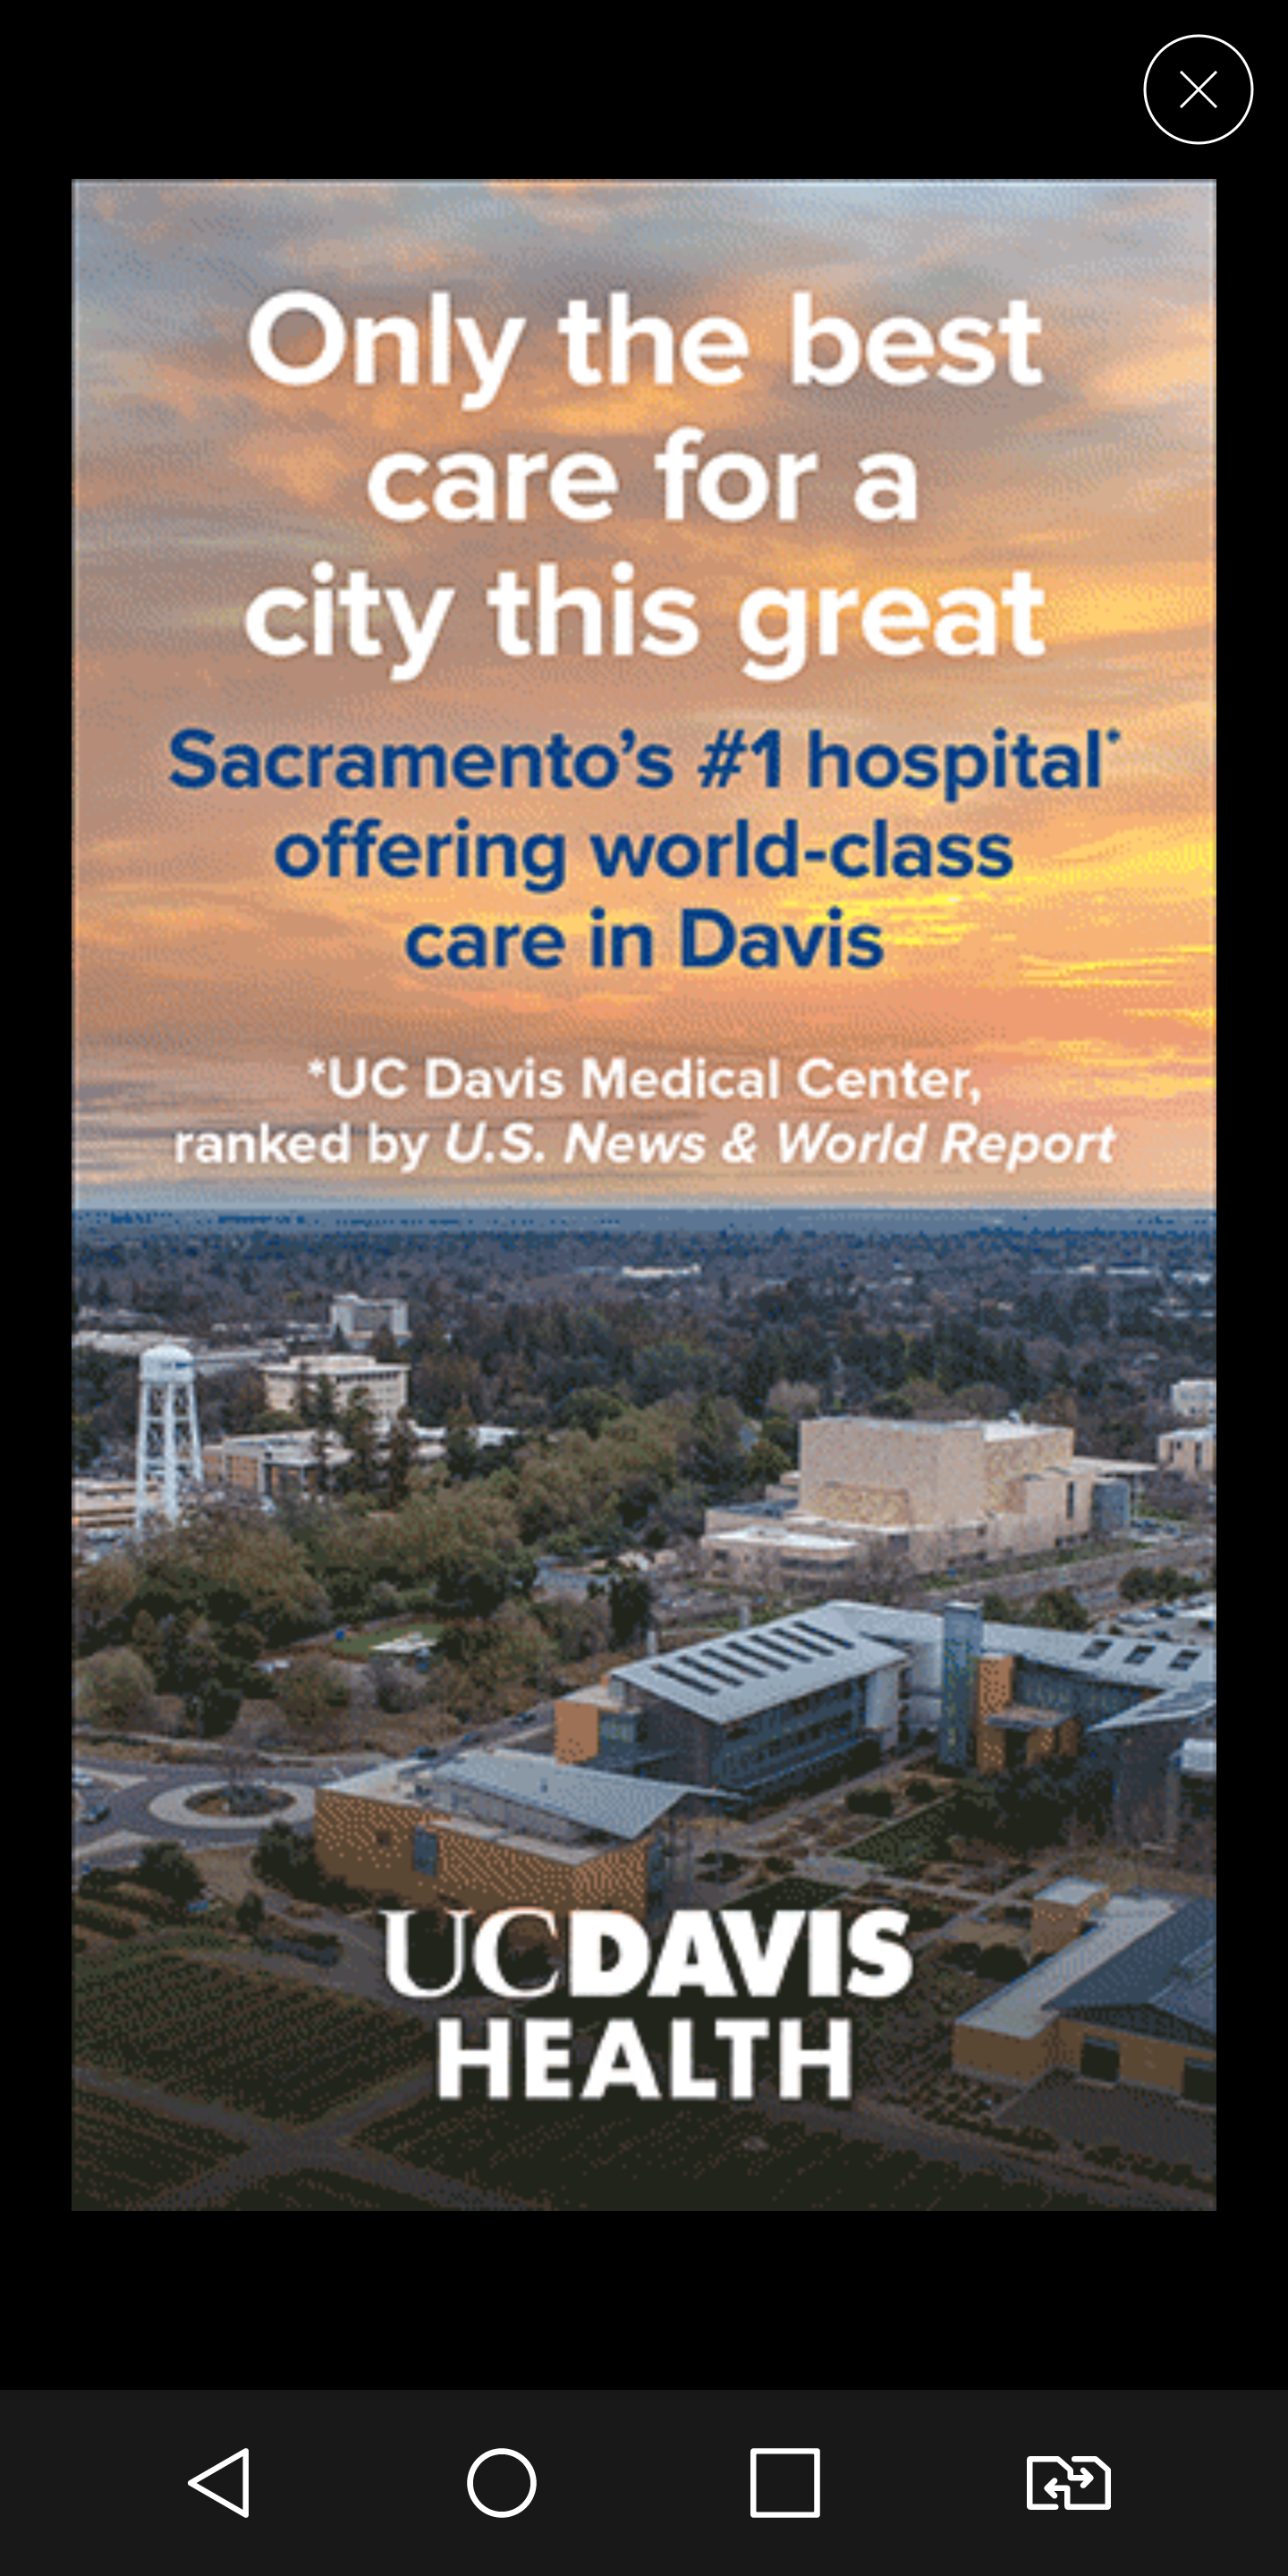 Only the best
care for a
city this great
Sacramento’s #1 hospital*
offering world-class
care in Davis
*UC Davis Medical Center,
ranked by U.S. News & World Report
UCDAVIS
HEALTH